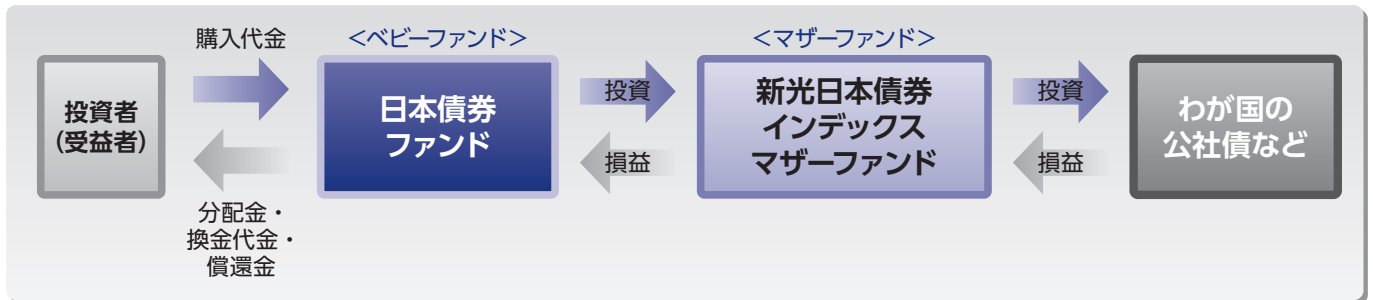 購入代金
<ベビーファンド>
<マザーファンド>
投資者
(受益者)
日本債券
ファンド
投資
損益
新光日本債券
インデックス
マザーファンド
投資
損益
わが国の
公社債など
分配金・
換金代金・
償還金